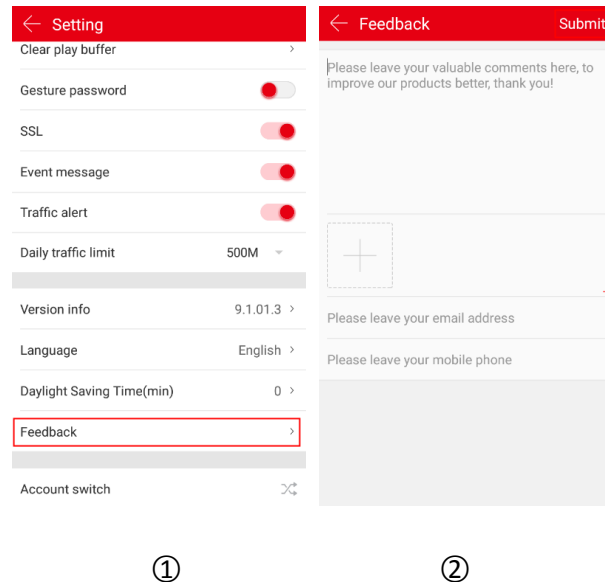 Setting
Clear play buffer
Gesture password
SSL
Event message
Traffic alert
Daily traffic limit 500M
Version info 9.1.01.3
Language English
Daylight Saving Time(min) 0
Feedback
Account switch
①
Feedback Submit
Please leave your valuable comments here, to
improve our products better, thank you!
Please leave your email address
Please leave your mobile phone
②